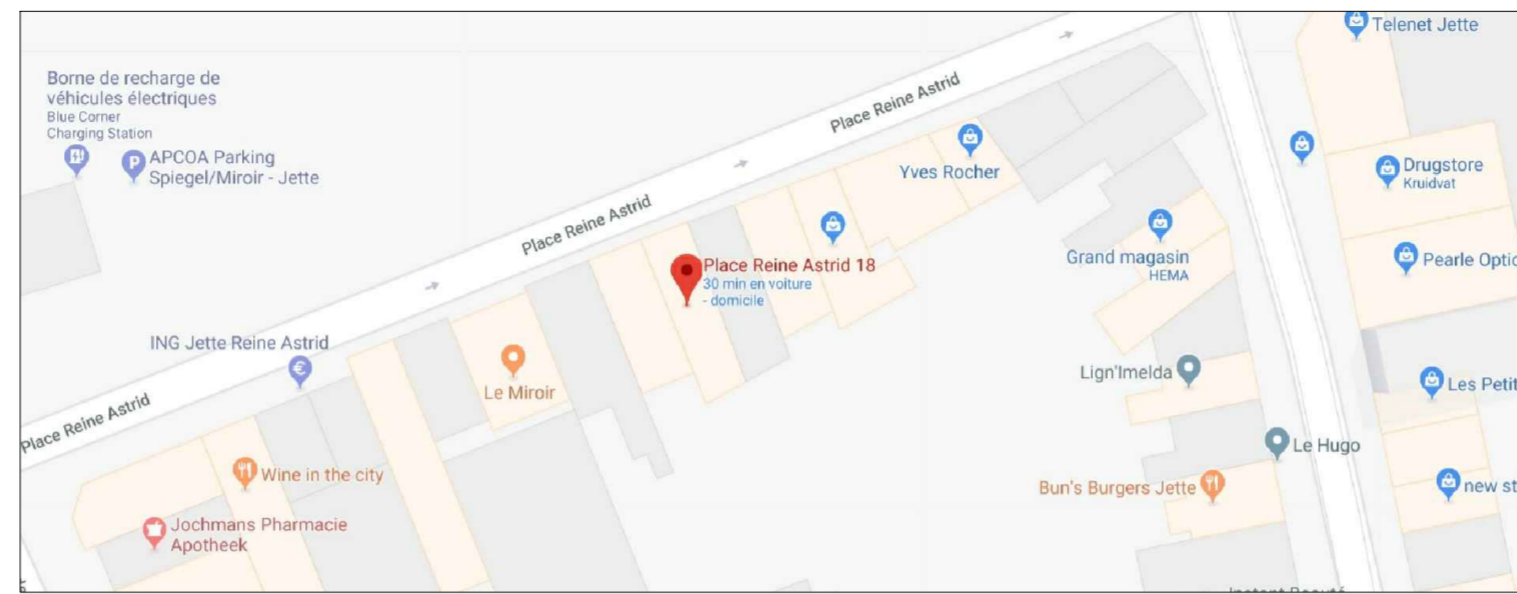 Telenet Jette
Borne de recharge de
véhicules électriques
Blue Corner
Charging Station
APCOA Parking
Spiegel/Miroir - Jette
Place Reine Astrid
Yves Rocher
Drugstore
Kruidvat
Place Reine Astrid
Grand magasin
HEMA
Pearle Optic
Place Reine Astrid 18
30 min en voiture
- domicile
ING Jette Reine Astrid
Le Miroir
Lign'Imelda
Les Petit
Place Reine Astrid
Le Hugo
Wine in the city
Bun's Burgers Jette
new st
Jochmans Pharmacie
Apotheek